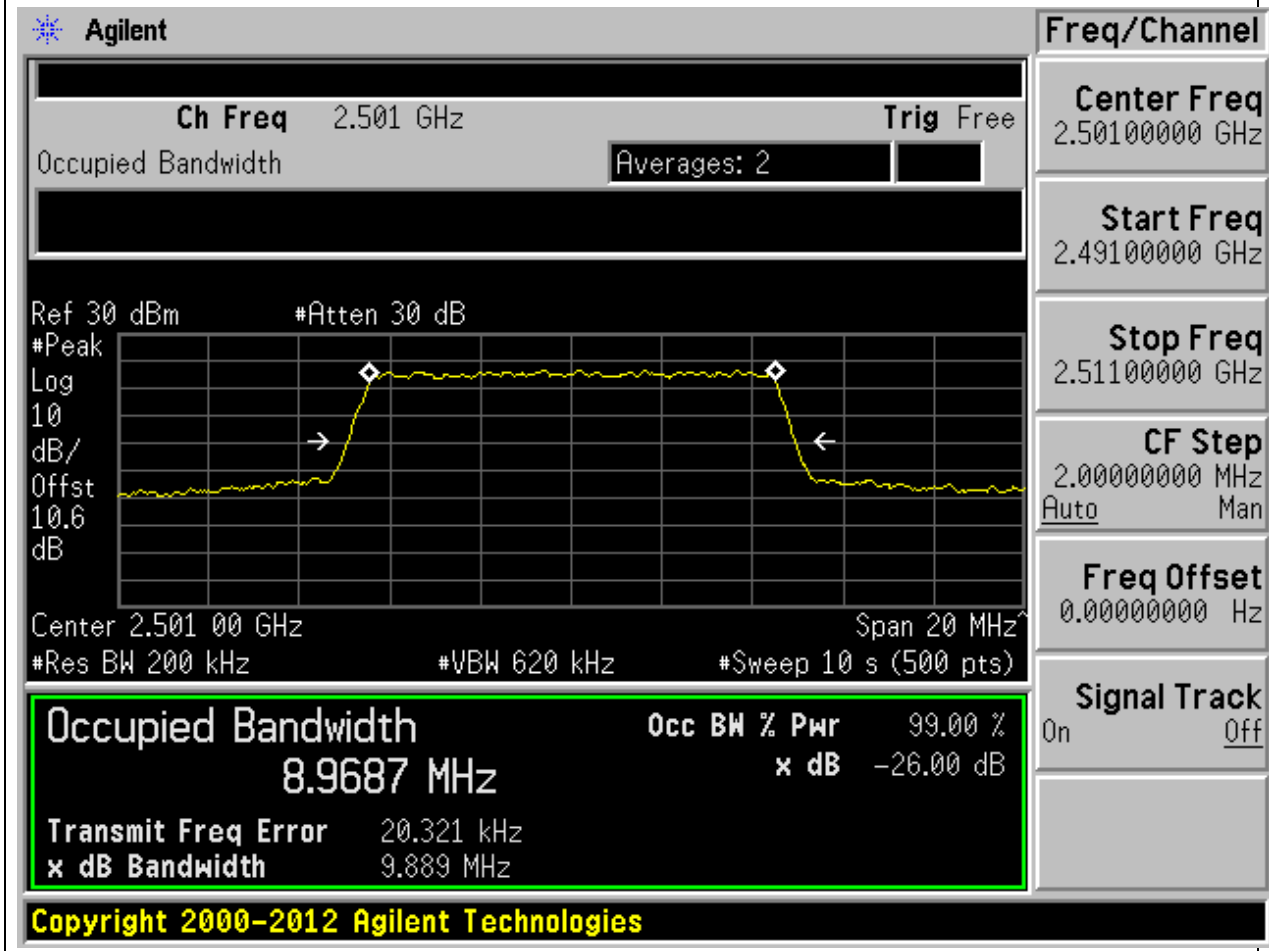 Agilent
Freq/Channel
Ch Freq 2.501 GHz Trig Free
Occupied Bandwidth Averages: 2
Center Freq
2.50100000 GHz
Start Freq
2.49100000 GHz
Stop Freq
2.51100000 GHz
CF Step
2.00000000 MHz
Auto Man
Freq Offset
0.00000000 Hz
Signal Track
On Off
Ref 30 dBm #Atten 30 dB
#Peak
Log
10
dB/
Offst
10.6
dB
Center 2.501 00 GHz Span 20 MHz^
#Res BW 200 kHz #VBW 620 kHz #Sweep 10 s (500 pts)
Occupied Bandwidth Occ BW % Pwr 99.00 %
8.9687 MHz x dB -26.00 dB
Transmit Freq Error 20.321 kHz
x dB Bandwidth 9.889 MHz
Copyright 2000-2012 Agilent Technologies